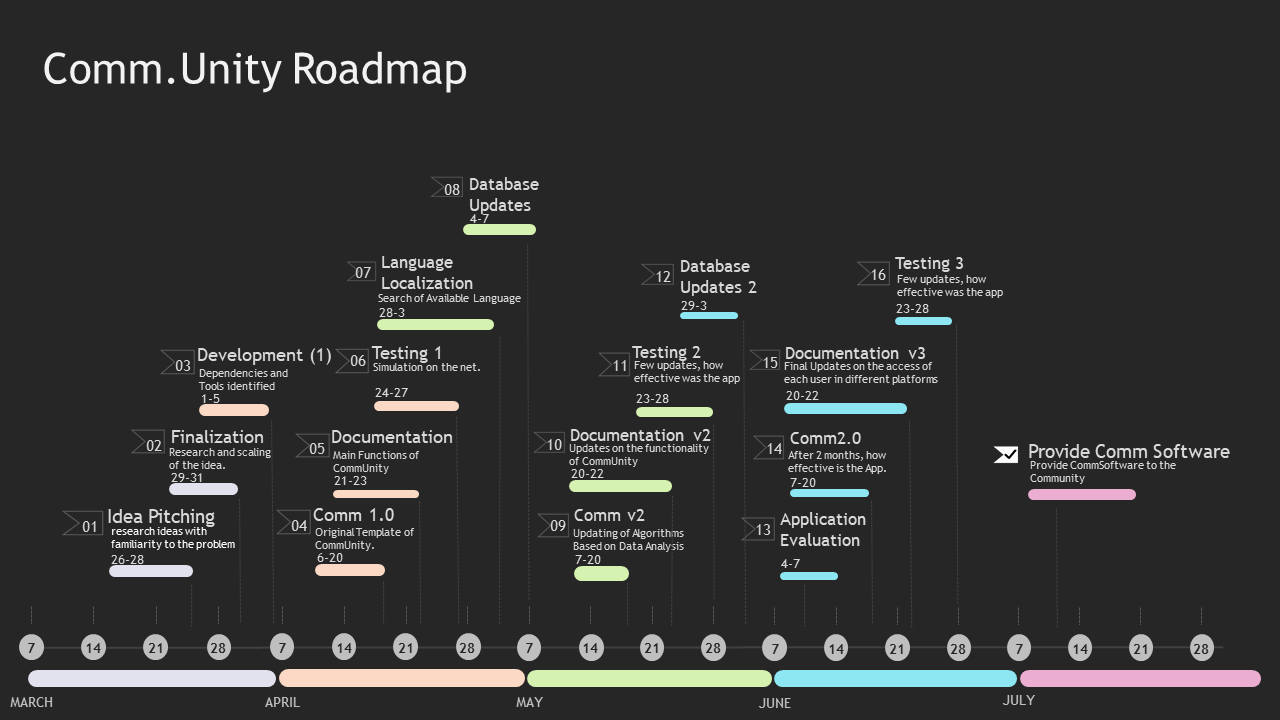 Comm.Unity Roadmap
08
Database
Updates
4-7
07
Language
Localization
Search of Available Language
28-3
12
Database
Updates 2
29-3
16
Testing 3
Few updates, how
effective was the app
23-28
03
Development (1)
Dependencies and
Tools identified
1-5
06
Testing 1
Simulation on the net.
24-27
11
Testing 2
Few updates, how
effective was the app
23-28
15
Documentation v3
Final Updates on the access of
each user in different platforms
20-22
02
Finalization
Research and scaling
of the idea.
29-31
05
Documentation
Main Functions of
CommUnity
21-23
10
Documentation v2
Updates on the functionality
of CommUnity
20-22
14
Comm2.0
After 2 months, how
effective is the App.
7-20
Provide Comm Software
Provide CommSoftware to the
Community
01
Idea Pitching
research ideas with
familiarity to the problem
26-28
04
Comm 1.0
Original Template of
CommUnity.
6-20
09
Comm v2
Updating of Algorithms
Based on Data Analysis
7-20
13
Application
Evaluation
4-7
7 14 21 28 7 14 21 28 7 14 21 28 7 14 21 28 7 14 21 28
MARCH APRIL MAY JUNE JULY